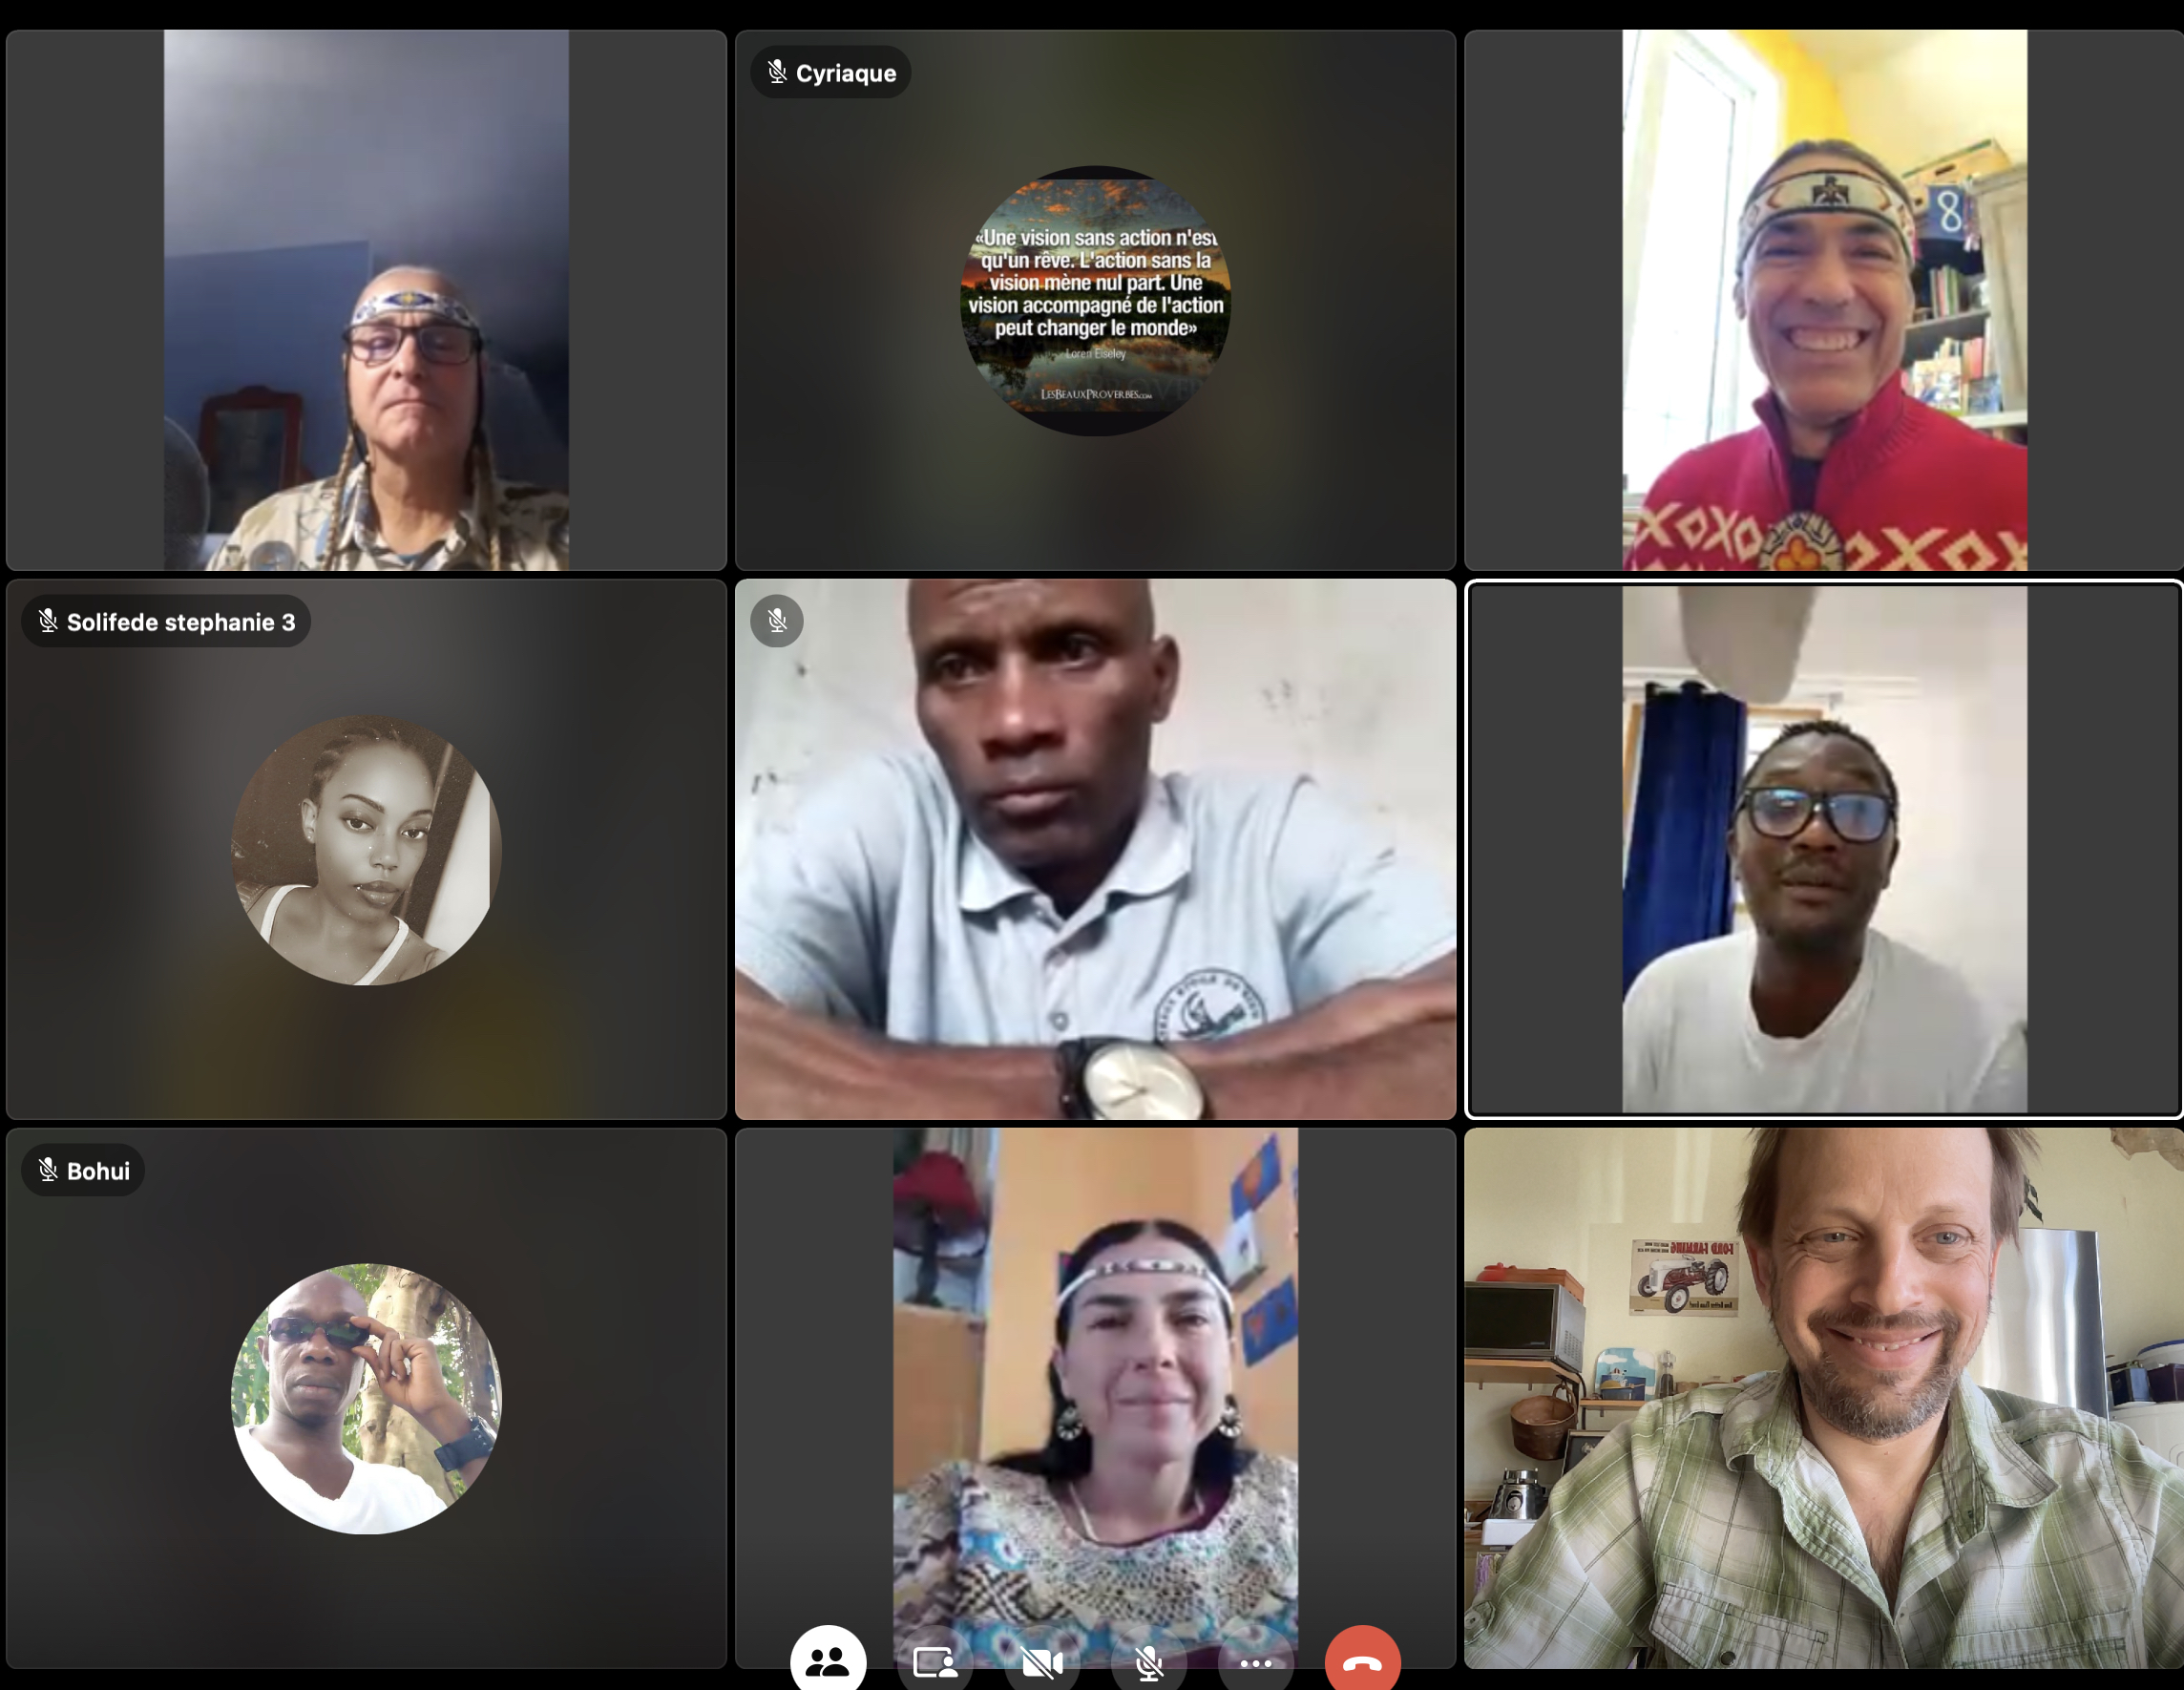 Cyriaque
«Une vision sans action n'est
qu'un rêve. L'action sans la
vision mène nul part. Une
vision accompagné de l'action
peut changer le monde»
Loren Eiseley
LESBEAUXPROVERBES.COM
8
XOXO
Solifede stephanie 3
Bohui
FORD FARMING